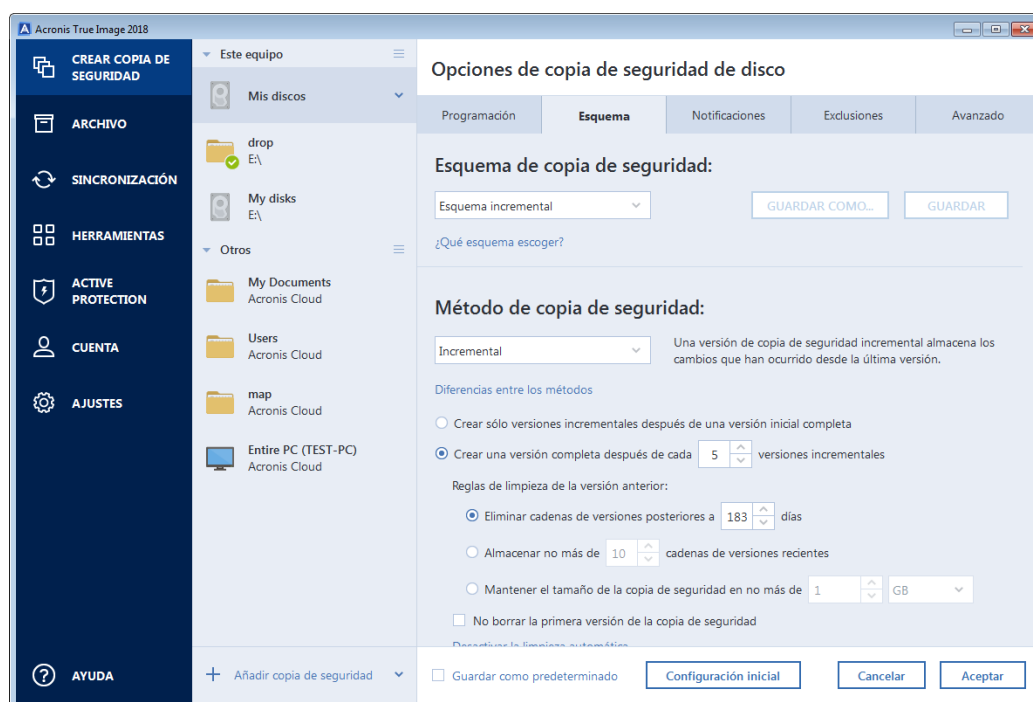 Acronis True Image 2018
CREAR COPIA DE
SEGURIDAD
ARCHIVO
SINCRONIZACIÓN
HERRAMIENTAS
ACTIVE
PROTECTION
CUENTA
AJUSTES
AYUDA
Este equipo
Mis discos
drop
E:\
My disks
E:\
Otros
My Documents
Acronis Cloud
Users
Acronis Cloud
map
Acronis Cloud
Entire PC (TEST-PC)
Acronis Cloud
Añadir copia de seguridad
Opciones de copia de seguridad de disco
Programación Esquema Notificaciones Exclusiones Avanzado
Esquema de copia de seguridad:
Esquema incremental GUARDAR COMO... GUARDAR
¿Qué esquema escoger?
Método de copia de seguridad:
Incremental
Una versión de copia de seguridad incremental almacena los
cambios que han ocurrido desde la última versión.
Diferencias entre los métodos
Crear sólo versiones incrementales después de una versión inicial completa
Crear una versión completa después de cada 5 versiones incrementales
Reglas de limpieza de la versión anterior:
Eliminar cadenas de versiones posteriores a 183 días
Almacenar no más de 10 cadenas de versiones recientes
Mantener el tamaño de la copia de seguridad en no más de 1 GB
No borrar la primera versión de la copia de seguridad
Desactivar la limpieza automática
Guardar como predeterminado Configuración inicial Cancelar Aceptar